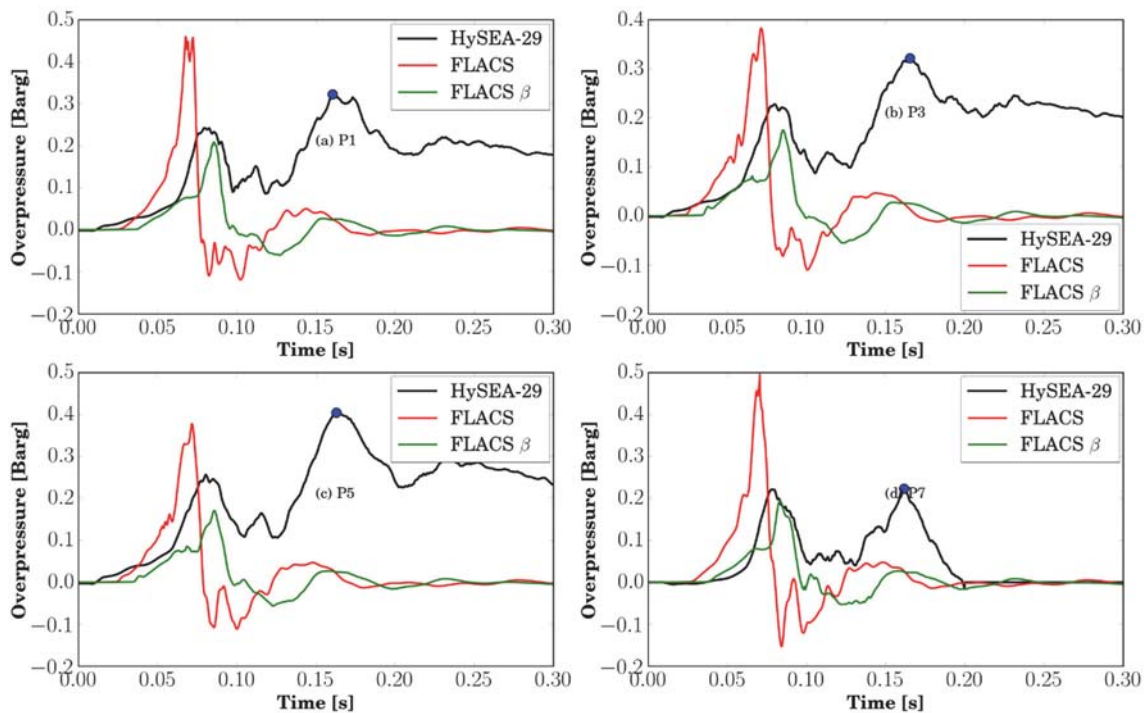 0.5
0.4
0.3
0.2
0.1
0.0
−0.1
−0.2
Overpressure [Barg]
HySEA-29
FLACS
FLACS β
(a) P1
0.00 0.05 0.10 0.15 0.20 0.25 0.30
Time [s]
0.4
0.3
0.2
0.1
0.0
−0.1
−0.2
Overpressure [Barg]
(b) P3
HySEA-29
FLACS
FLACS β
0.00 0.05 0.10 0.15 0.20 0.25 0.30
Time [s]
0.5
0.4
0.3
0.2
0.1
0.0
−0.1
−0.2
Overpressure [Barg]
HySEA-29
FLACS
FLACS β
(c) P5
0.00 0.05 0.10 0.15 0.20 0.25 0.30
Time [s]
0.5
0.4
0.3
0.2
0.1
0.0
−0.1
−0.2
Overpressure [Barg]
HySEA-29
FLACS
FLACS β
(d) P7
0.00 0.05 0.10 0.15 0.20 0.25 0.30
Time [s]